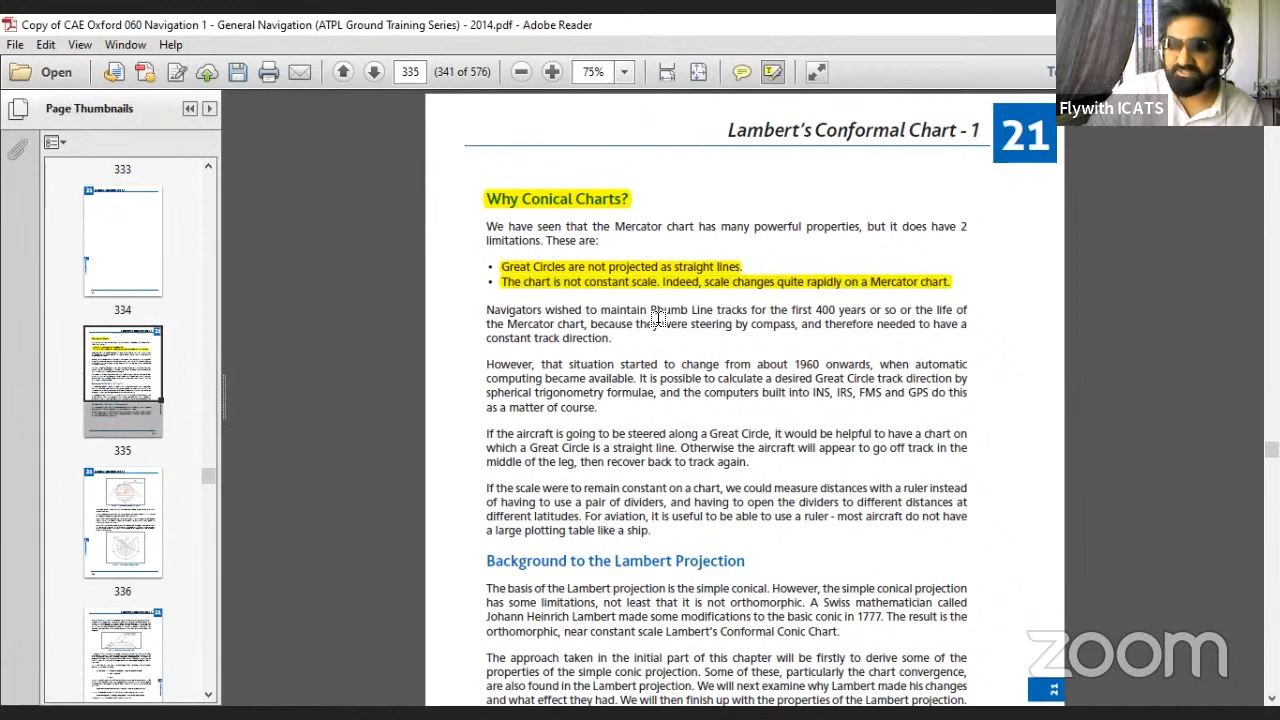 Copy of CAE Oxford 060 Navigation 1 - General Navigation (ATPL Ground Training Series) - 2014.pdf - Adobe Reader
File Edit View Window Help
Open 335 (341 of 576) 75%
Flywith ICATS
Page Thumbnails
333
334
335
336
Lambert's Conformal Chart - 1
21
Why Conical Charts?
We have seen that the Mercator chart has many powerful properties, but it does have 2
limitations. These are:
• Great Circles are not projected as straight lines.
• The chart is not constant scale. Indeed, scale changes quite rapidly on a Mercator chart.
Navigators wished to maintain Rhumb Line tracks for the first 400 years or so or the life of
the Mercator chart, because they were steering by compass, and therefore needed to have a
constant track direction.
However, that situation started to change from about 1960 onwards, when automatic
computing became available. It is possible to calculate a desired Great Circle track direction by
spherical trigonometry formulae, and the computers built into INS, IRS, FMS and GPS do this
as a matter of course.
If the aircraft is going to be steered along a Great Circle, it would be helpful to have a chart on
which a Great Circle is a straight line. Otherwise the aircraft will appear to go off track in the
middle of the leg, then recover back to track again.
If the scale were to remain constant on a chart, we could measure distances with a ruler instead
of having to use a pair of dividers, and having to open the dividers to different distances at
different latitudes. For aviation, it is useful to be able to use a ruler - most aircraft do not have
a large plotting table like a ship.
Background to the Lambert Projection
The basis of the Lambert projection is the simple conical. However, the simple conical projection
has some limitations, not least that it is not orthomorphic. A Swiss mathematician called
Johann Heinrich Lambert made some modifications to the basic conic in 1777. The result is the
orthomorphic, near constant scale Lambert's Conformal Conic Chart.
The approach taken in the initial part of this chapter will be firstly to derive some of the
properties of the simple conic projection. Some of these, particularly the chart convergence,
are also found in the Lambert projection. We will next examine why Lambert made his changes
and what effect they had. We will then finish up with the properties of the Lambert projection.
zoom
21